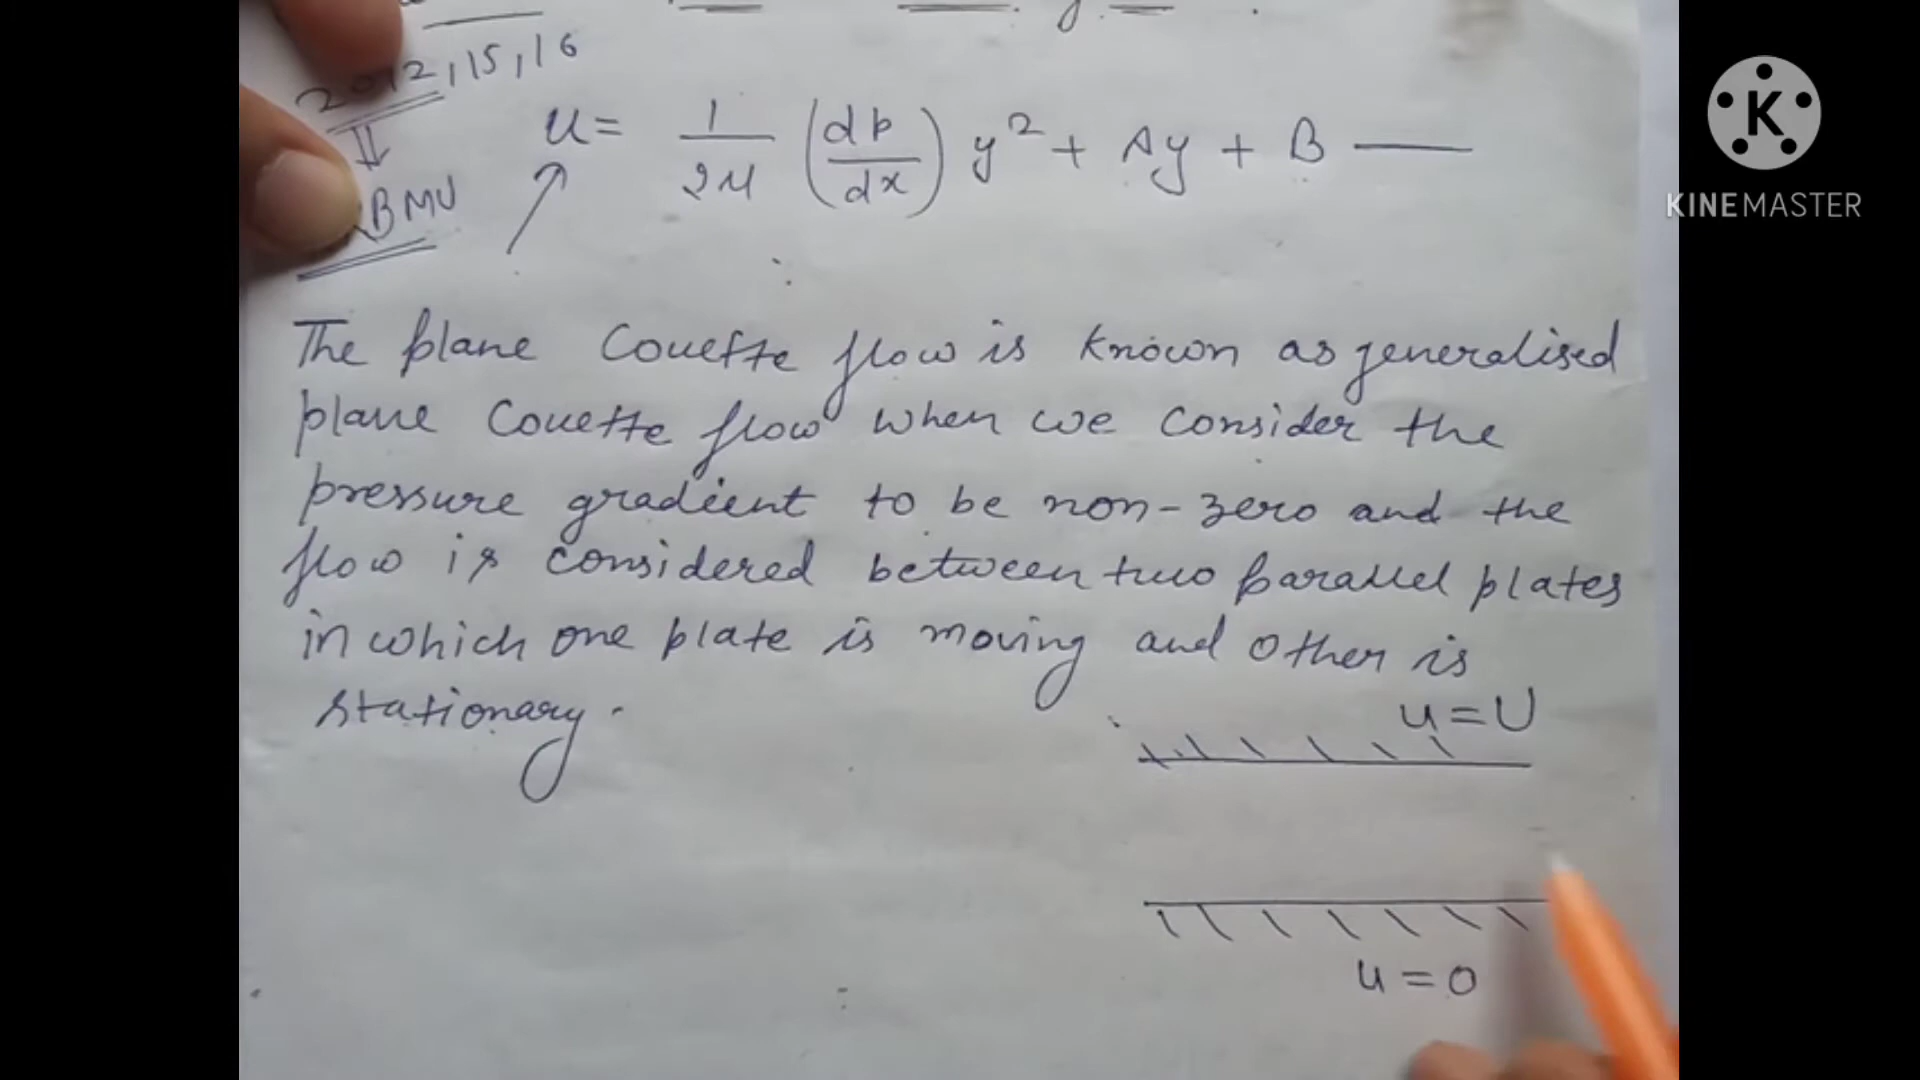 2012,15,16
BMU
u = 1/2μ (dp/dx) y² + Ay + B —
The plane Couette flow is known as generalised
plane Couette flow when we consider the
pressure gradient to be non-zero and the
flow is considered between two parallel plates
in which one plate is moving and other is
stationary.
u=U
u=0
KINEMASTER